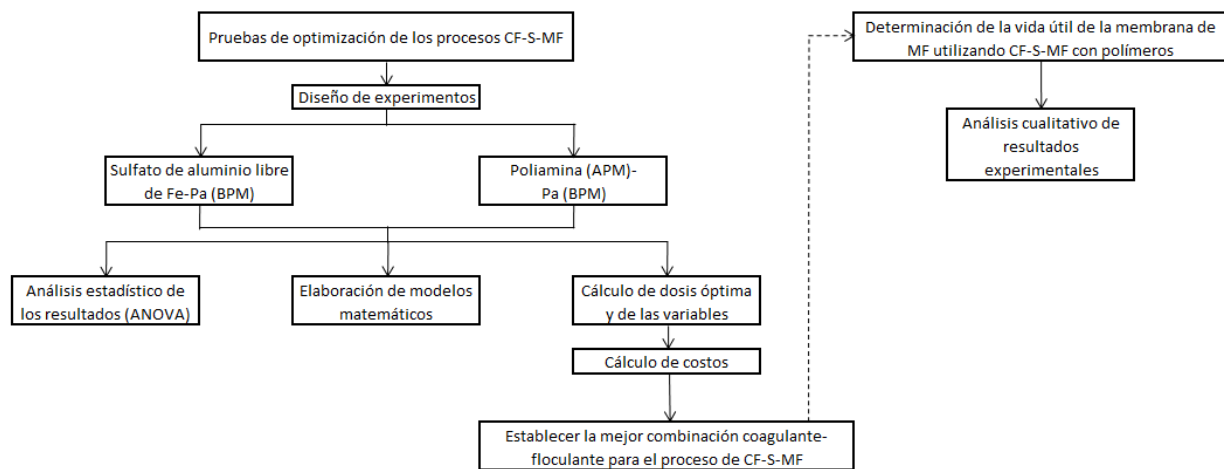 Pruebas de optimización de los procesos CF-S-MF
Diseño de experimentos
Sulfato de aluminio libre
de Fe-Pa (BPM)
Poliamina (APM)-
Pa (BPM)
Análisis estadístico de
los resultados (ANOVA)
Elaboración de modelos
matemáticos
Cálculo de dosis óptima
y de las variables
Cálculo de costos
Establecer la mejor combinación coagulante-
floculante para el proceso de CF-S-MF
Determinación de la vida útil de la membrana de
MF utilizando CF-S-MF con polímeros
Análisis cualitativo de
resultados
experimentales